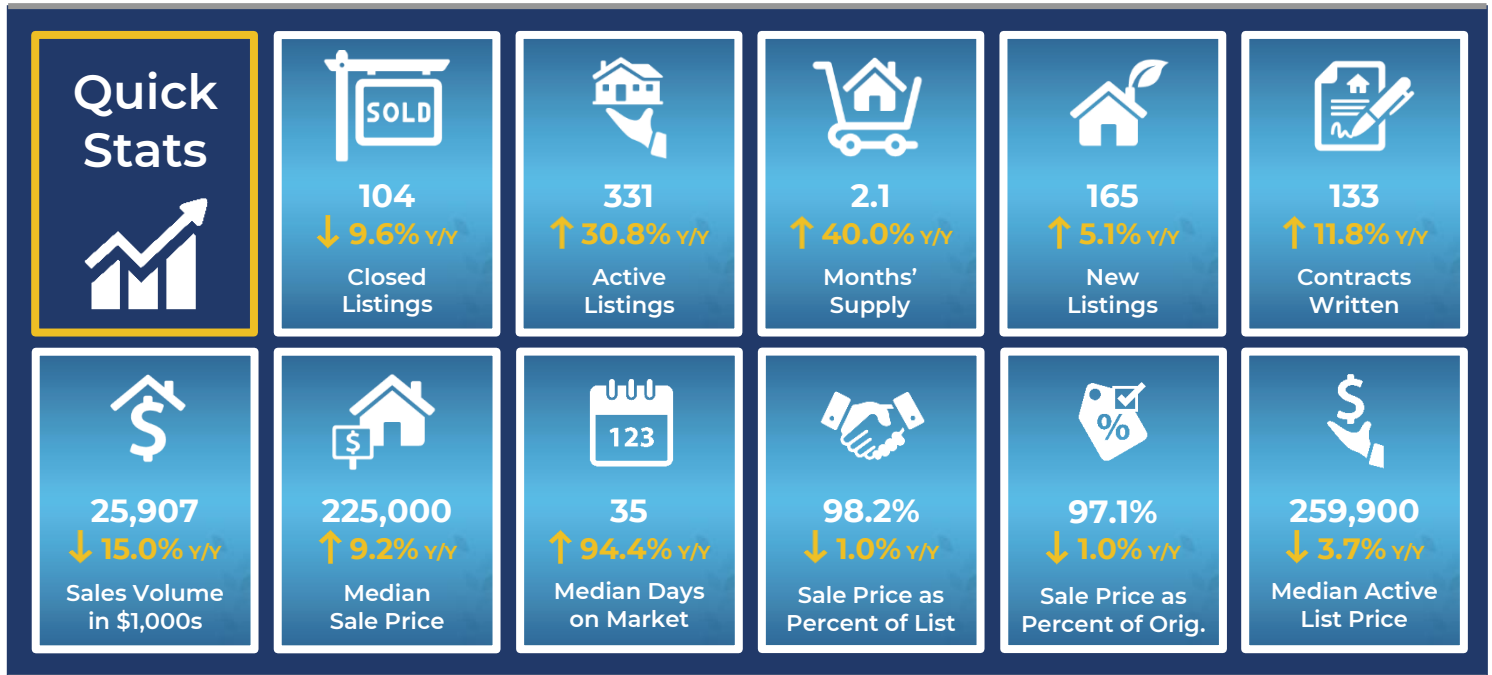 Quick
Stats
SOLD
104
↓ 9.6% Y/Y
Closed
Listings
331
↑ 30.8% Y/Y
Active
Listings
2.1
↑ 40.0% Y/Y
Months’
Supply
165
↑ 5.1% Y/Y
New
Listings
133
↑ 11.8% Y/Y
Contracts
Written
$
25,907
↓ 15.0% Y/Y
Sales Volume
in $1,000s
$
225,000
↑ 9.2% Y/Y
Median
Sale Price
123
35
↑ 94.4% Y/Y
Median Days
on Market
98.2%
↓ 1.0% Y/Y
Sale Price as
Percent of List
%
97.1%
↓ 1.0% Y/Y
Sale Price as
Percent of Orig.
$
259,900
↓ 3.7% Y/Y
Median Active
List Price